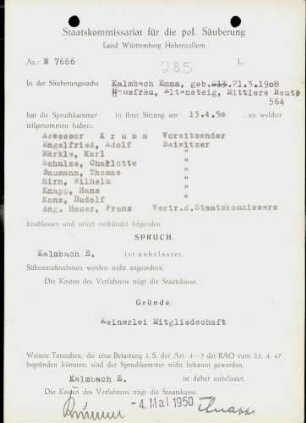 Staatskommissariat für die pol. Säuberung
Land Württemberg Hohenzollern
Az.: N 7666
285
L
In der Säuberungssache Kalmbach Emma, geb. 21.3.1908
Hausfrau, Altensteig, Mittlere
564
hat die Spruchkammer in ihrer Sitzung am 13.4.50, an welcher
teilgenommen haben:
Assessor K r u m m Vorsitzender
Engelfried, Adolf Beisitzer
Märkle, Karl "
Schulze, Charlotte "
Baumann, Thomas "
Hirn, Wilhelm "
Knapp, Hans "
Konz, Rudolf "
Ang. Franz Vertr.d.Staatskommissars
beschlossen und sofort verkündet folgenden
SPRUCH.
Kalmbach E. ist unbelastet.
Sühnemaßnahmen werden nicht angeordnet.
Die Kosten des Verfahrens trägt die Staatskasse.
Gründe.
Keinerlei Mitgliedschaft
Weitere Tatsachen, die eine Belastung i. S. der Art. 4-7 der RAO vom 25. 4. 47
begründen könnten, sind der Spruchkammer nicht bekannt geworden.
Kalmbach E. ist daher unbelastet.
Die Kosten des Verfahrens trägt die Staatskasse.
-4. Mai 1950